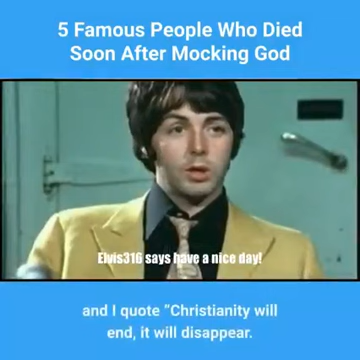 5 Famous People Who Died
Soon After Mocking God
Elvis316 says have a nice day!
and I quote "Christianity will
end, it will disappear.